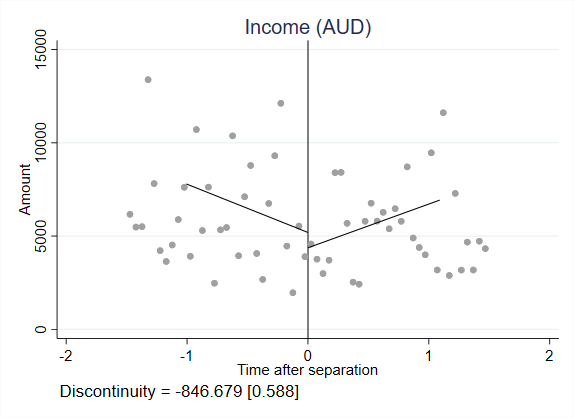 Income (AUD)
15000
10000
5000
0
Amount
-2 -1 0 1 2
Time after separation
Discontinuity = -846.679 [0.588]